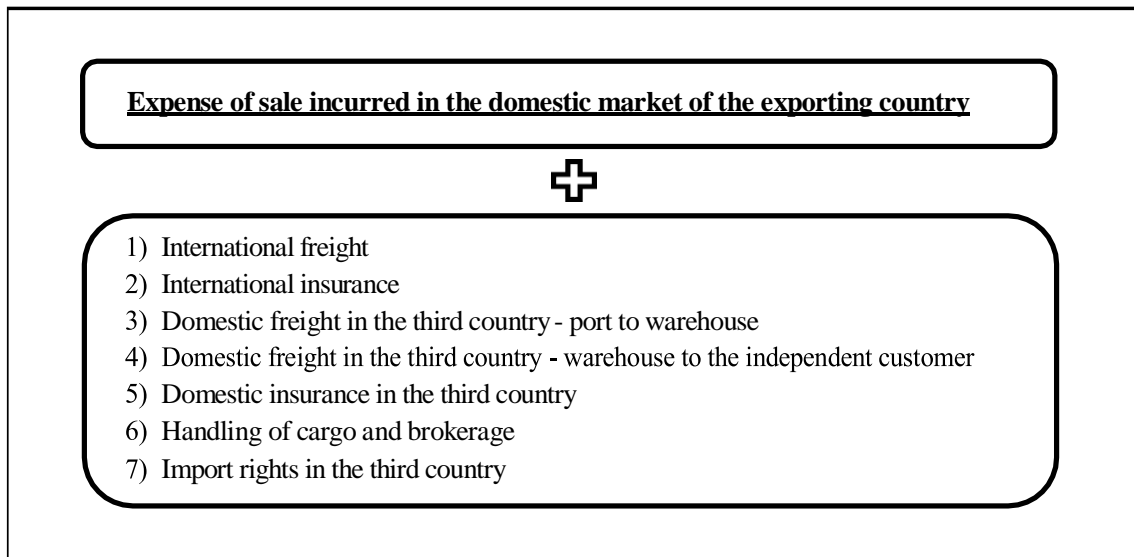 Expense of sale incurred in the domestic market of the exporting country
1) International freight
2) International insurance
3) Domestic freight in the third country - port to warehouse
4) Domestic freight in the third country - warehouse to the independent customer
5) Domestic insurance in the third country
6) Handling of cargo and brokerage
7) Import rights in the third country